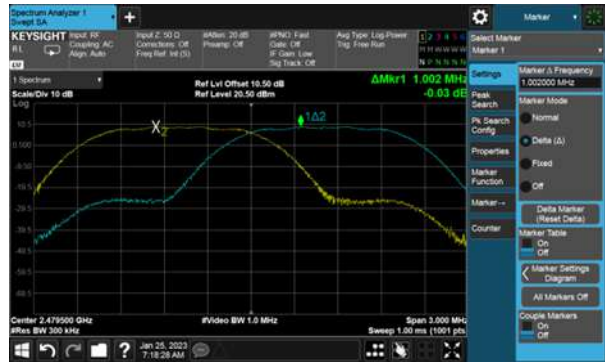 Spectrum Analyzer 1
Swept SA
KEYSIGHT
Input: RF
Coupling: AC
Align: Auto
Input Z: 50 Ω
Corrections: Off
Freq Ref: Int (S)
#Atten: 20 dB
Preamp: Off
#PNO: Fast
Gate: Off
IF Gain: Low
Sig Track: Off
Avg Type: Log-Power
Trig: Free Run
1 2 3 4 5 6
RL
1 Spectrum
Scale/Div 10 dB
Ref Lvl Offset 10.50 dB
Ref Level 20.50 dBm
ΔMkr1 1.002 MHz
-0.03 dB
Log
10.5
0.500
-9.50
-19.5
-39.5
-49.5
-59.5
-69.5
X2
1Δ2
Center 2.479500 GHz
#Res BW 300 kHz
#Video BW 1.0 MHz
Span 3.000 MHz
Sweep 1.00 ms (1001 pts)
Jan 25, 2023
7:18:28 AM
?
Marker
Select Marker
Marker 1
Settings
Peak
Search
Pk Search
Config
Properties
Marker
Function
Marker→
Counter
Marker Δ Frequency
1.002000 MHz
Marker Mode
Normal
Delta (Δ)
Fixed
Off
Delta Marker
(Reset Delta)
Marker Table
On
Off
Marker Settings
Diagram
All Markers Off
Couple Markers
On
Off